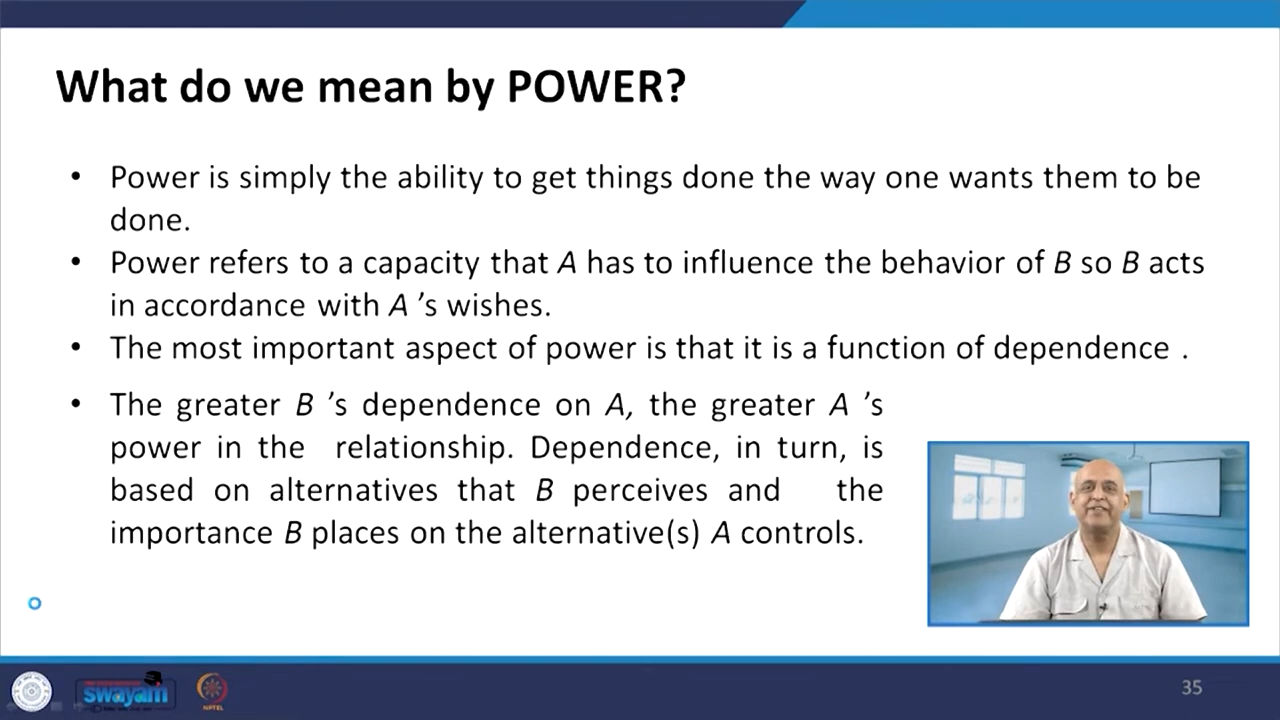 What do we mean by POWER?
• Power is simply the ability to get things done the way one wants them to be
done.
• Power refers to a capacity that A has to influence the behavior of B so B acts
in accordance with A 's wishes.
• The most important aspect of power is that it is a function of dependence .
• The greater B 's dependence on A, the greater A 's
power in the relationship. Dependence, in turn, is
based on alternatives that B perceives and the
importance B places on the alternative(s) A controls.
swayam
NPTEL
35